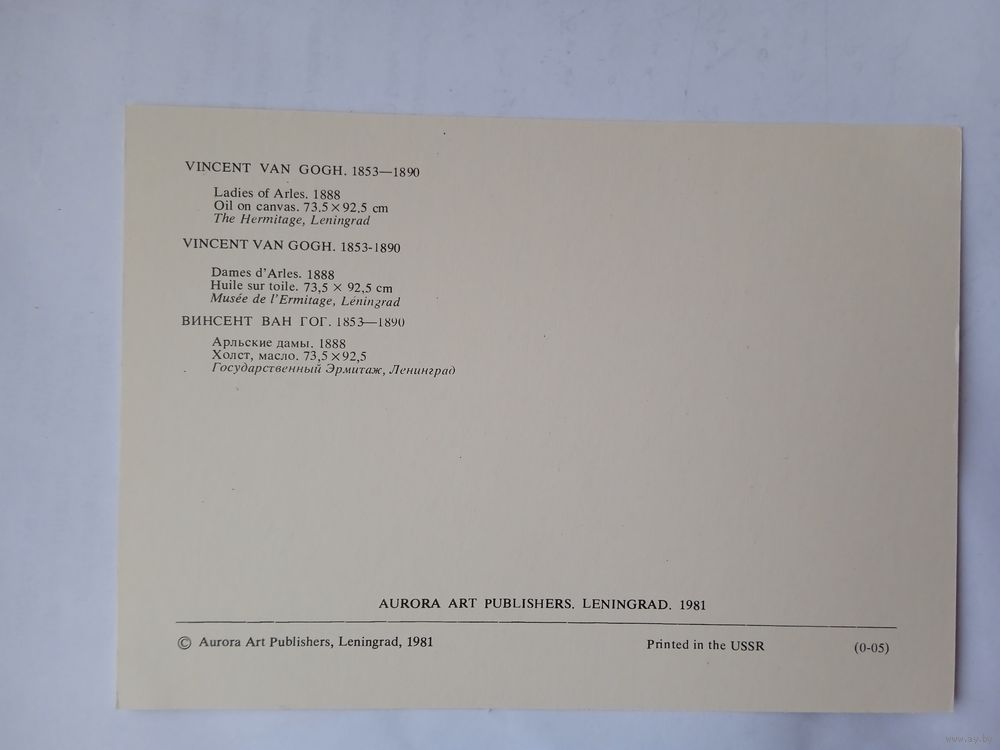 VINCENT VAN GOGH. 1853—1890
Ladies of Arles. 1888
Oil on canvas. 73.5 × 92,5 cm
The Hermitage, Leningrad
VINCENT VAN GOGH. 1853-1890
Dames d'Arles. 1888
Huile sur toile. 73,5 × 92,5 cm
Musée de l'Ermitage, Léningrad
ВИНСЕНТ ВАН ГОГ. 1853—1890
Арльские дамы. 1888
Холст, масло. 73,5 × 92,5
Государственный Эрмитаж, Ленинград
AURORA ART PUBLISHERS. LENINGRAD. 1981
© Aurora Art Publishers, Leningrad, 1981 Printed in the USSR (0-05)
www.ay.by